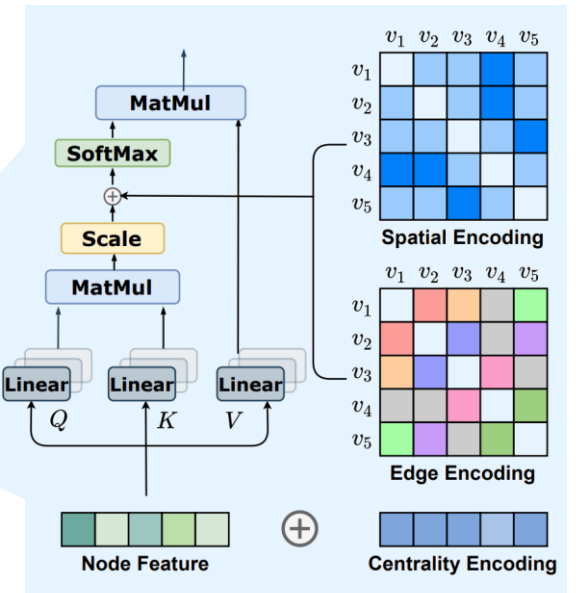 MatMul
SoftMax
Scale
MatMul
Linear Linear Linear
Q K V
Node Feature
v1 v2 v3 v4 v5
v1
v2
v3
v4
v5
Spatial Encoding
v1 v2 v3 v4 v5
v1
v2
v3
v4
v5
Edge Encoding
Centrality Encoding